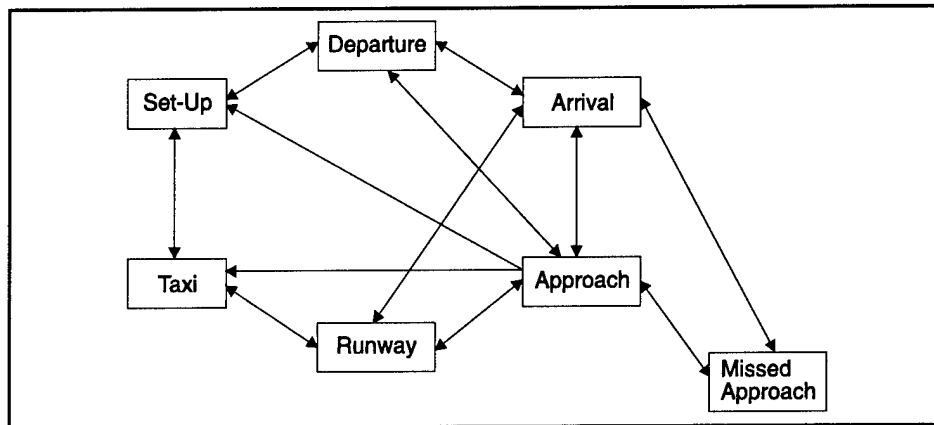 Departure
Set-Up
Arrival
Taxi
Approach
Runway
Missed
Approach